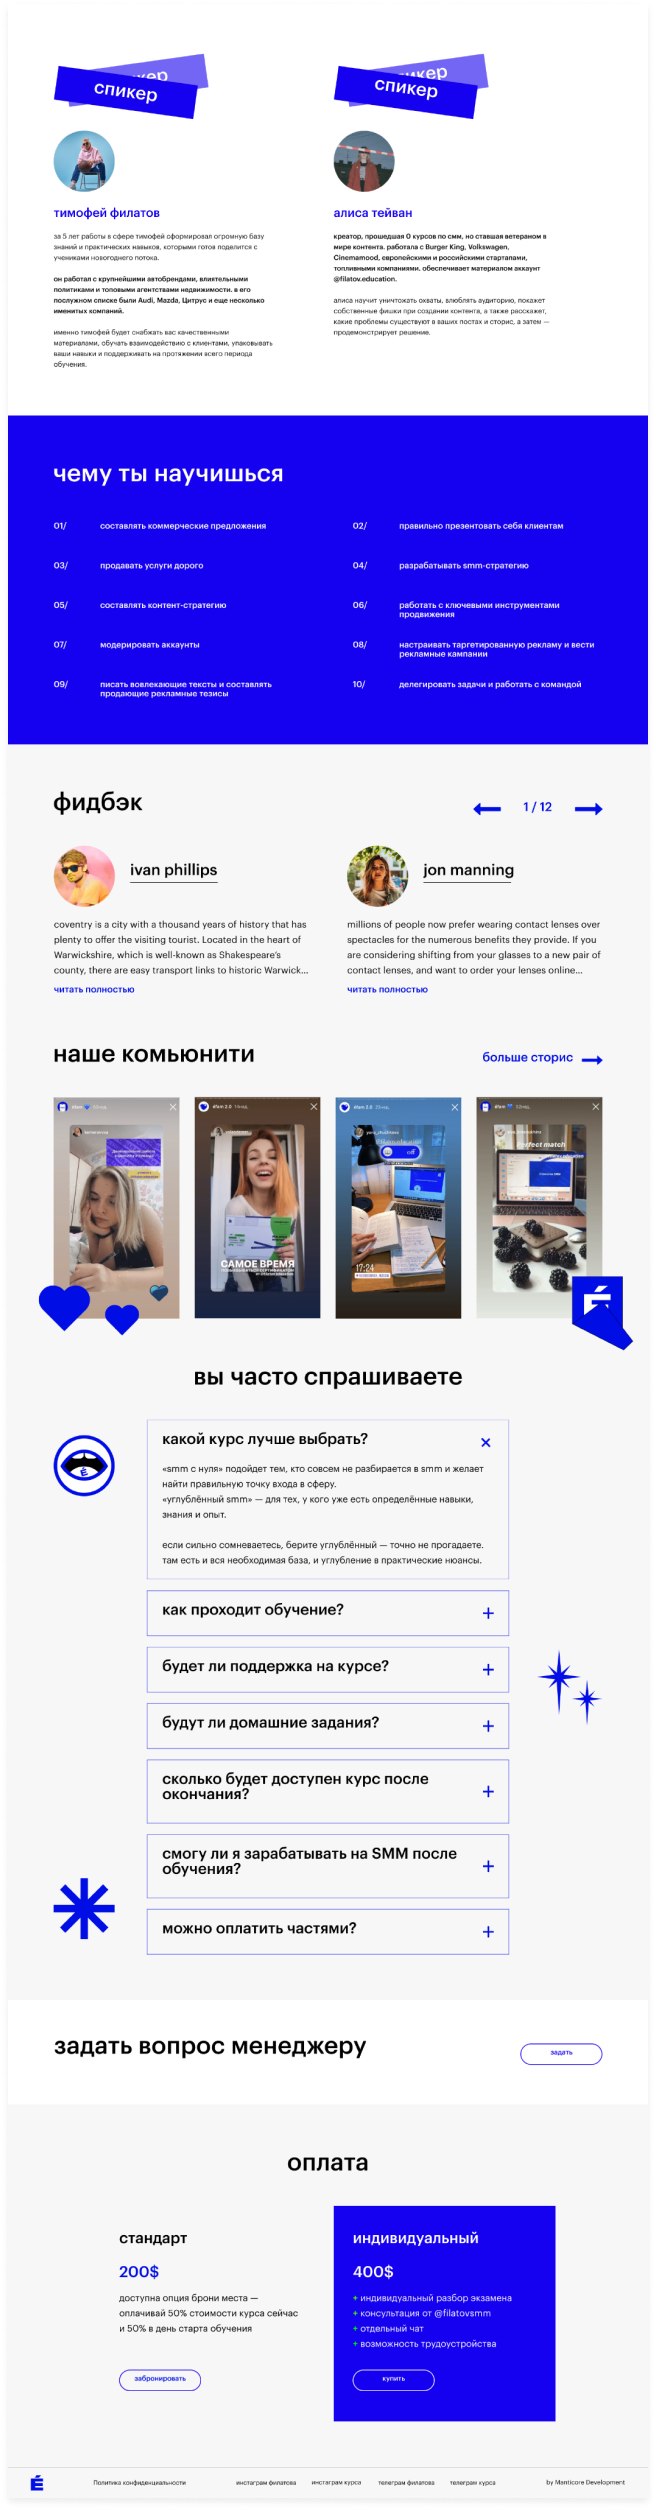 спикер
спикер
тимофей филатов
за 5 лет работы в сфере тимофей сформировал огромную базу
знаний и практических навыков, которыми готов поделится с
учениками новогоднего потока.
он работал с крупнейшими автобрендами, влиятельными
политиками и топовыми агентствами недвижимости. в его
послужном списке были Audi, Mazda, Цитрус и еще несколько
именитых компаний.
именно тимофей будет снабжать вас качественными
материалами, обучать взаимодействию с клиентами, упаковывать
ваши навыки и поддерживать на протяжении всего периода
обучения.
спикер
спикер
алиса тейван
креатор, прошедшая 0 курсов по смм, но ставшая ветераном в
мире контента. работала с Burger King, Volkswagen,
Cinemamood, европейскими и российскими стартапами,
топливными компаниями. обеспечивает материалом аккаунт
@filatov.education.
алиса научит уничтожать охваты, влюблять аудиторию, покажет
собственные фишки при создании контента, а также расскажет,
какие проблемы существуют в ваших постах и сторис, а затем —
продемонстрирует решение.
чему ты научишься
01/ составлять коммерческие предложения
02/ правильно презентовать себя клиентам
03/ продавать услуги дорого
04/ разрабатывать smm-стратегию
05/ составлять контент-стратегию
06/ работать с ключевыми инструментами
продвижения
07/ модерировать аккаунты
08/ настраивать таргетированную рекламу и вести
рекламные кампании
09/ писать вовлекающие тексты и составлять
продающие рекламные тезисы
10/ делегировать задачи и работать с командой
фидбэк
1 / 12
ivan phillips
coventry is a city with a thousand years of history that has
plenty to offer the visiting tourist. Located in the heart of
Warwickshire, which is well-known as Shakespeare's
county, there are easy transport links to historic Warwick...
читать полностью
jon manning
millions of people now prefer wearing contact lenses over
spectacles for the numerous benefits they provide. If you
are considering shifting from your glasses to a new pair of
contact lenses, and want to order your lenses online...
читать полностью
наше комьюнити
больше сторис
éfam
éfam 2.0
éfam 2.0
éfam
САМОЕ ВРЕМЯ
off
17:24
Perfect match
É
вы часто спрашиваете
какой курс лучше выбрать?
«smm с нуля» подойдет тем, кто совсем не разбирается в smm и желает
найти правильную точку входа в сферу.
«углублённый smm» — для тех, у кого уже есть определённые навыки,
знания и опыт.
если сильно сомневаетесь, берите углублённый — точно не прогадаете.
там есть и вся необходимая база, и углубление в практические нюансы.
как проходит обучение?
будет ли поддержка на курсе?
будут ли домашние задания?
сколько будет доступен курс после
окончания?
смогу ли я зарабатывать на SMM после
обучения?
можно оплатить частями?
задать вопрос менеджеру
задать
оплата
стандарт
200$
доступна опция брони места —
оплачивай 50% стоимости курса сейчас
и 50% в день старта обучения
забронировать
индивидуальный
400$
+ индивидуальный разбор экзамена
+ консультация от @filatovsmm
+ отдельный чат
+ возможность трудоустройства
купить
É
Политика конфиденциальности
инстаграм филатова
инстаграм курса
телеграм филатова
телеграм курса
by Manticore Development